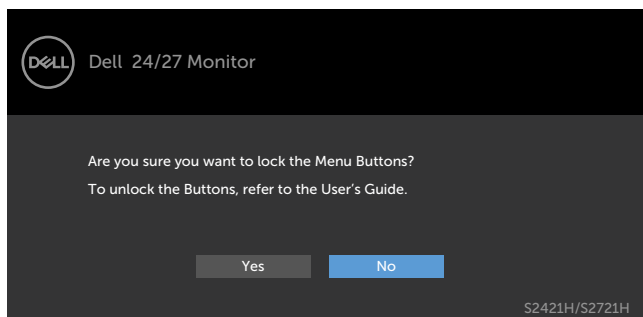 DELL
Dell 24/27 Monitor
Are you sure you want to lock the Menu Buttons?
To unlock the Buttons, refer to the User's Guide.
Yes No
S2421H/S2721H